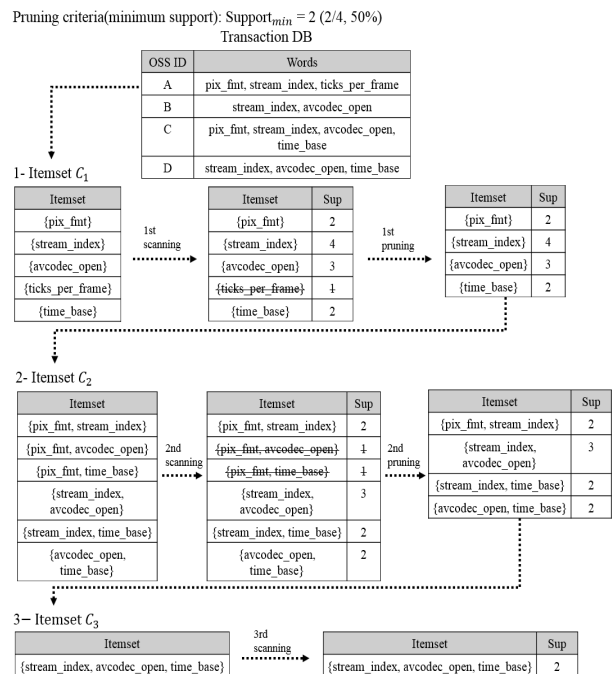 Pruning criteria(minimum support): Support_min = 2 (2/4, 50%)
Transaction DB
OSS ID Words
A pix_fmt, stream_index, ticks_per_frame
B stream_index, avcodec_open
C pix_fmt, stream_index, avcodec_open,
time_base
D stream_index, avcodec_open, time_base
1- Itemset C₁
Itemset
{pix_fmt}
{stream_index}
{avcodec_open}
{ticks_per_frame}
{time_base}
1st
scanning
Itemset Sup
{pix_fmt} 2
{stream_index} 4
{avcodec_open} 3
{ticks_per_frame} 1
{time_base} 2
1st
pruning
Itemset Sup
{pix_fmt} 2
{stream_index} 4
{avcodec_open} 3
{time_base} 2
2- Itemset C₂
Itemset
{pix_fmt, stream_index}
{pix_fmt, avcodec_open}
{pix_fmt, time_base}
{stream_index,
avcodec_open}
{stream_index, time_base}
{avcodec_open,
time_base}
2nd
scanning
Itemset Sup
{pix_fmt, stream_index} 2
{pix_fmt, avcodec_open} 1
{pix_fmt, time_base} 1
{stream_index, 3
avcodec_open}
{stream_index, time_base} 2
{avcodec_open, 2
time_base}
2nd
pruning
Itemset Sup
{pix_fmt, stream_index} 2
{stream_index, 3
avcodec_open}
{stream_index, time_base} 2
{avcodec_open, time_base} 2
3− Itemset C₃
Itemset
{stream_index, avcodec_open, time_base}
3rd
scanning
Itemset Sup
{stream_index, avcodec_open, time_base} 2